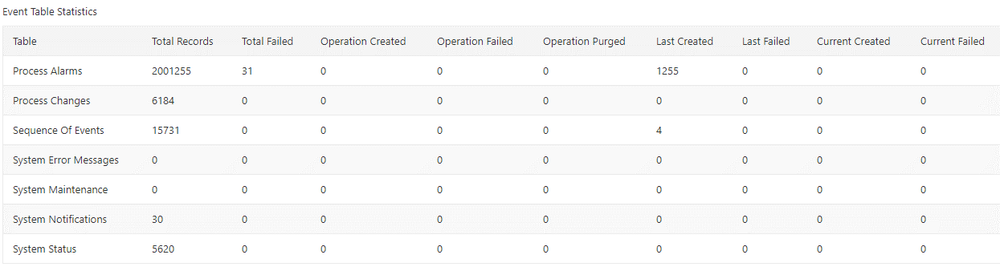 Event Table Statistics
Table Total Records Total Failed Operation Created Operation Failed Operation Purged Last Created Last Failed Current Created Current Failed
Process Alarms 2001255 31 0 0 0 1255 0 0 0
Process Changes 6184 0 0 0 0 0 0 0 0
Sequence Of Events 15731 0 0 0 0 4 0 0 0
System Error Messages 0 0 0 0 0 0 0 0 0
System Maintenance 0 0 0 0 0 0 0 0 0
System Notifications 30 0 0 0 0 0 0 0 0
System Status 5620 0 0 0 0 0 0 0 0